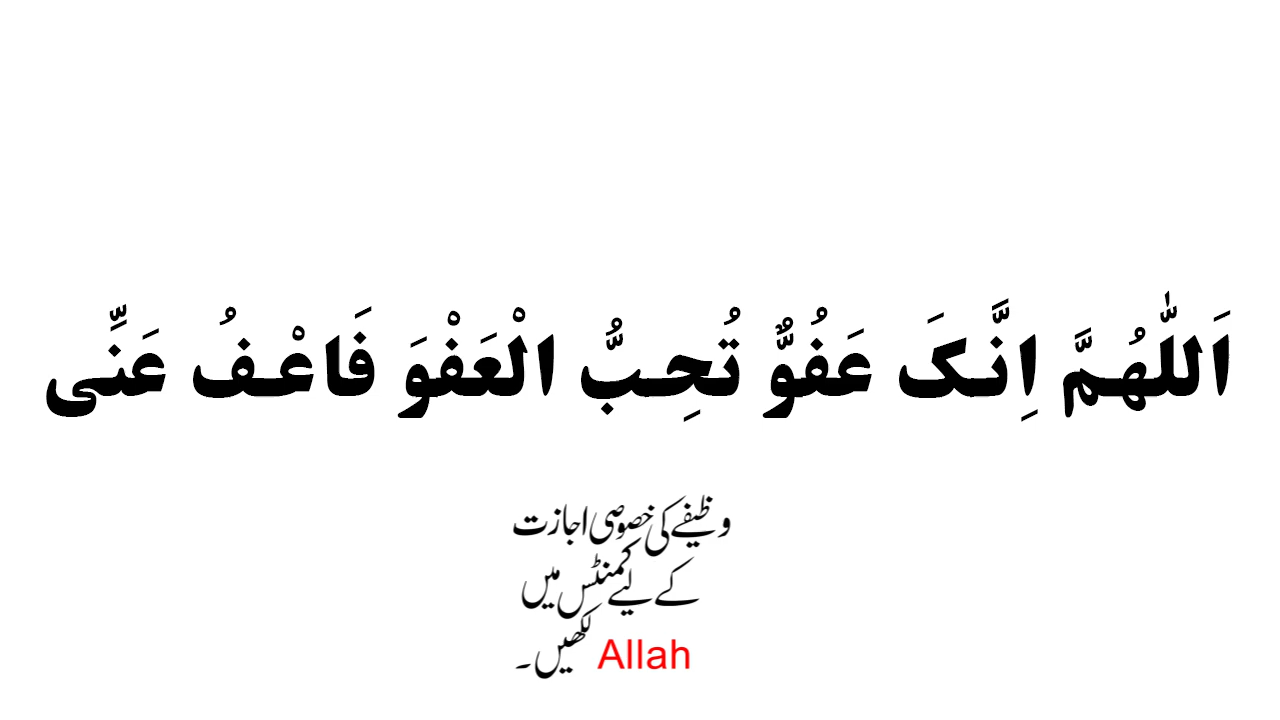 اَللّٰهُمَّ اِنَّکَ عَفُوٌّ تُحِبُّ الْعَفْوَ فَاعْفُ عَنِّی
وظیفے کی خصوصی اجازت
کے لیے کمنٹس میں
Allah لکھیں۔